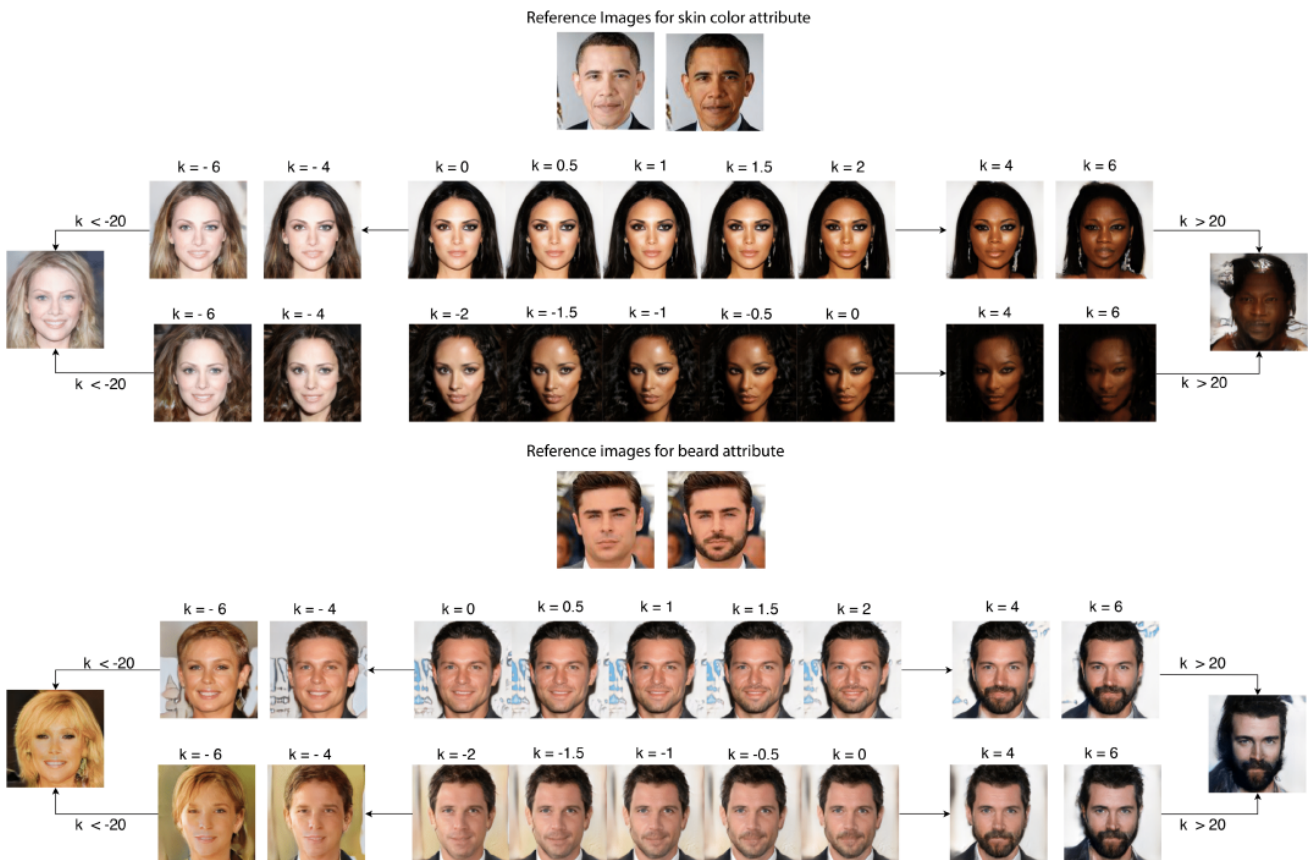 Reference Images for skin color attribute
k = - 6 k = - 4 k = 0 k = 0.5 k = 1 k = 1.5 k = 2 k = 4 k = 6
k < -20 k > 20
k = - 6 k = - 4 k = -2 k = -1.5 k = -1 k = -0.5 k = 0 k = 4 k = 6
k < -20 k > 20
Reference images for beard attribute
k = - 6 k = - 4 k = 0 k = 0.5 k = 1 k = 1.5 k = 2 k = 4 k = 6
k < -20 k > 20
k = - 6 k = - 4 k = -2 k = -1.5 k = -1 k = -0.5 k = 0 k = 4 k = 6
k < -20 k > 20